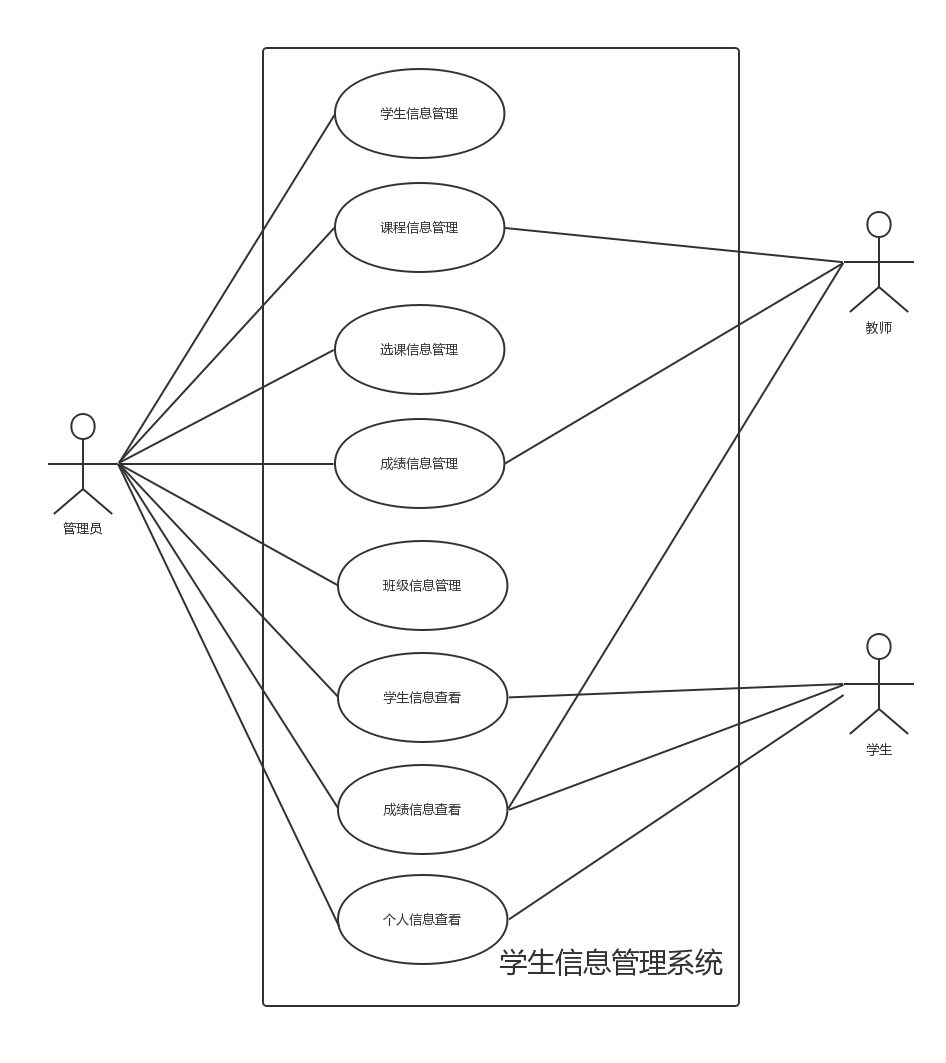 学生信息管理
课程信息管理
教师
选课信息管理
成绩信息管理
管理员
班级信息管理
学生信息查看
学生
成绩信息查看
个人信息查看
学生信息管理系统